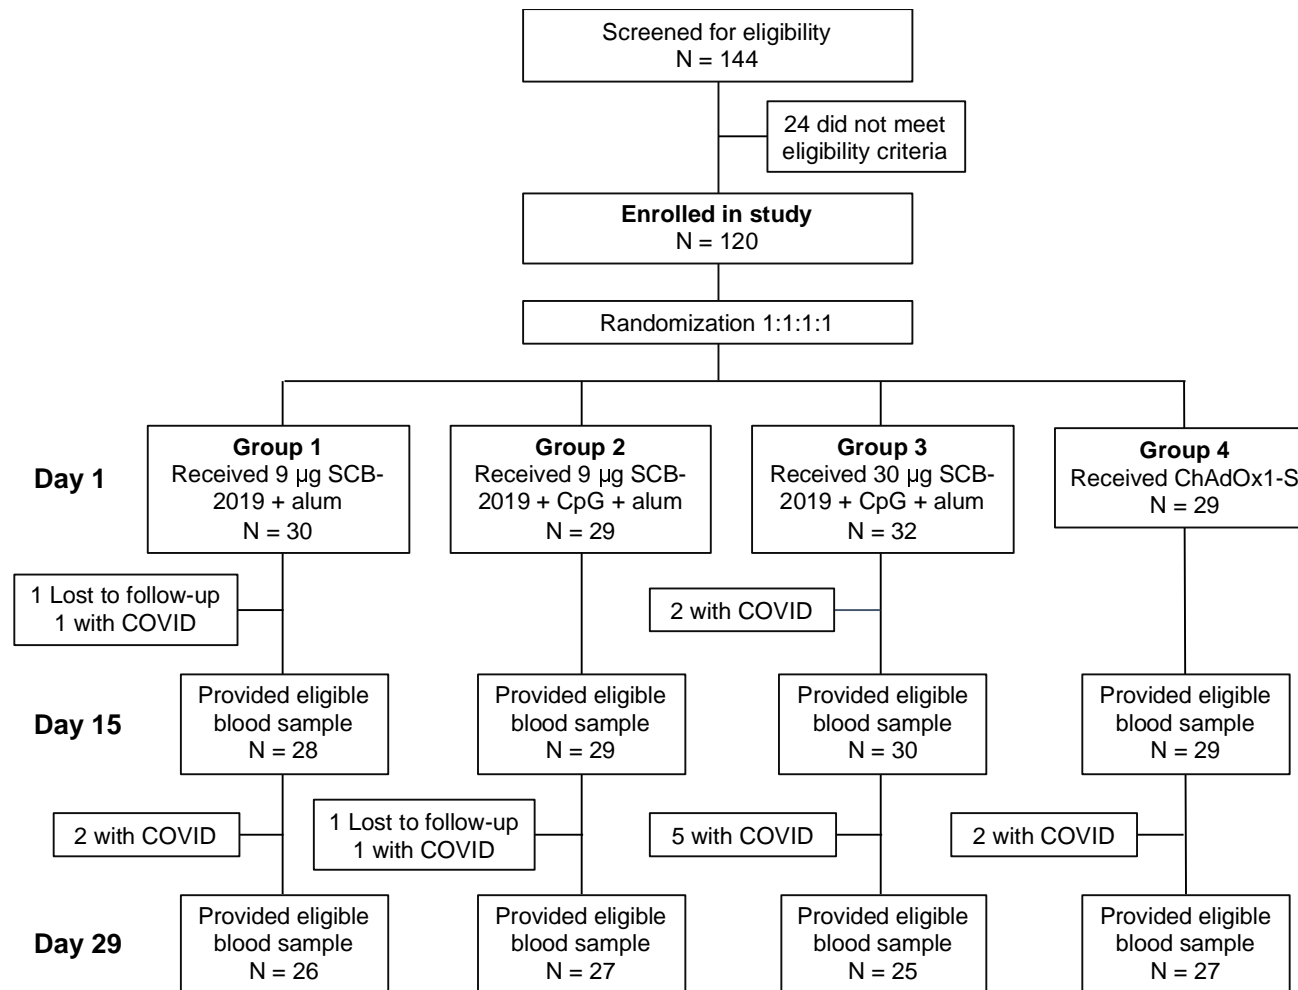 Screened for eligibility
N = 144
24 did not meet
eligibility criteria
Enrolled in study
N = 120
Randomization 1:1:1:1
Day 1
Group 1
Received 9 µg SCB-
2019 + alum
N = 30
Group 2
Received 9 µg SCB-
2019 + CpG + alum
N = 29
Group 3
Received 30 µg SCB-
2019 + CpG + alum
N = 32
Group 4
Received ChAdOx1-S
N = 29
1 Lost to follow-up
1 with COVID
2 with COVID
Day 15
Provided eligible
blood sample
N = 28
Provided eligible
blood sample
N = 29
Provided eligible
blood sample
N = 30
Provided eligible
blood sample
N = 29
2 with COVID
1 Lost to follow-up
1 with COVID
5 with COVID
2 with COVID
Day 29
Provided eligible
blood sample
N = 26
Provided eligible
blood sample
N = 27
Provided eligible
blood sample
N = 25
Provided eligible
blood sample
N = 27